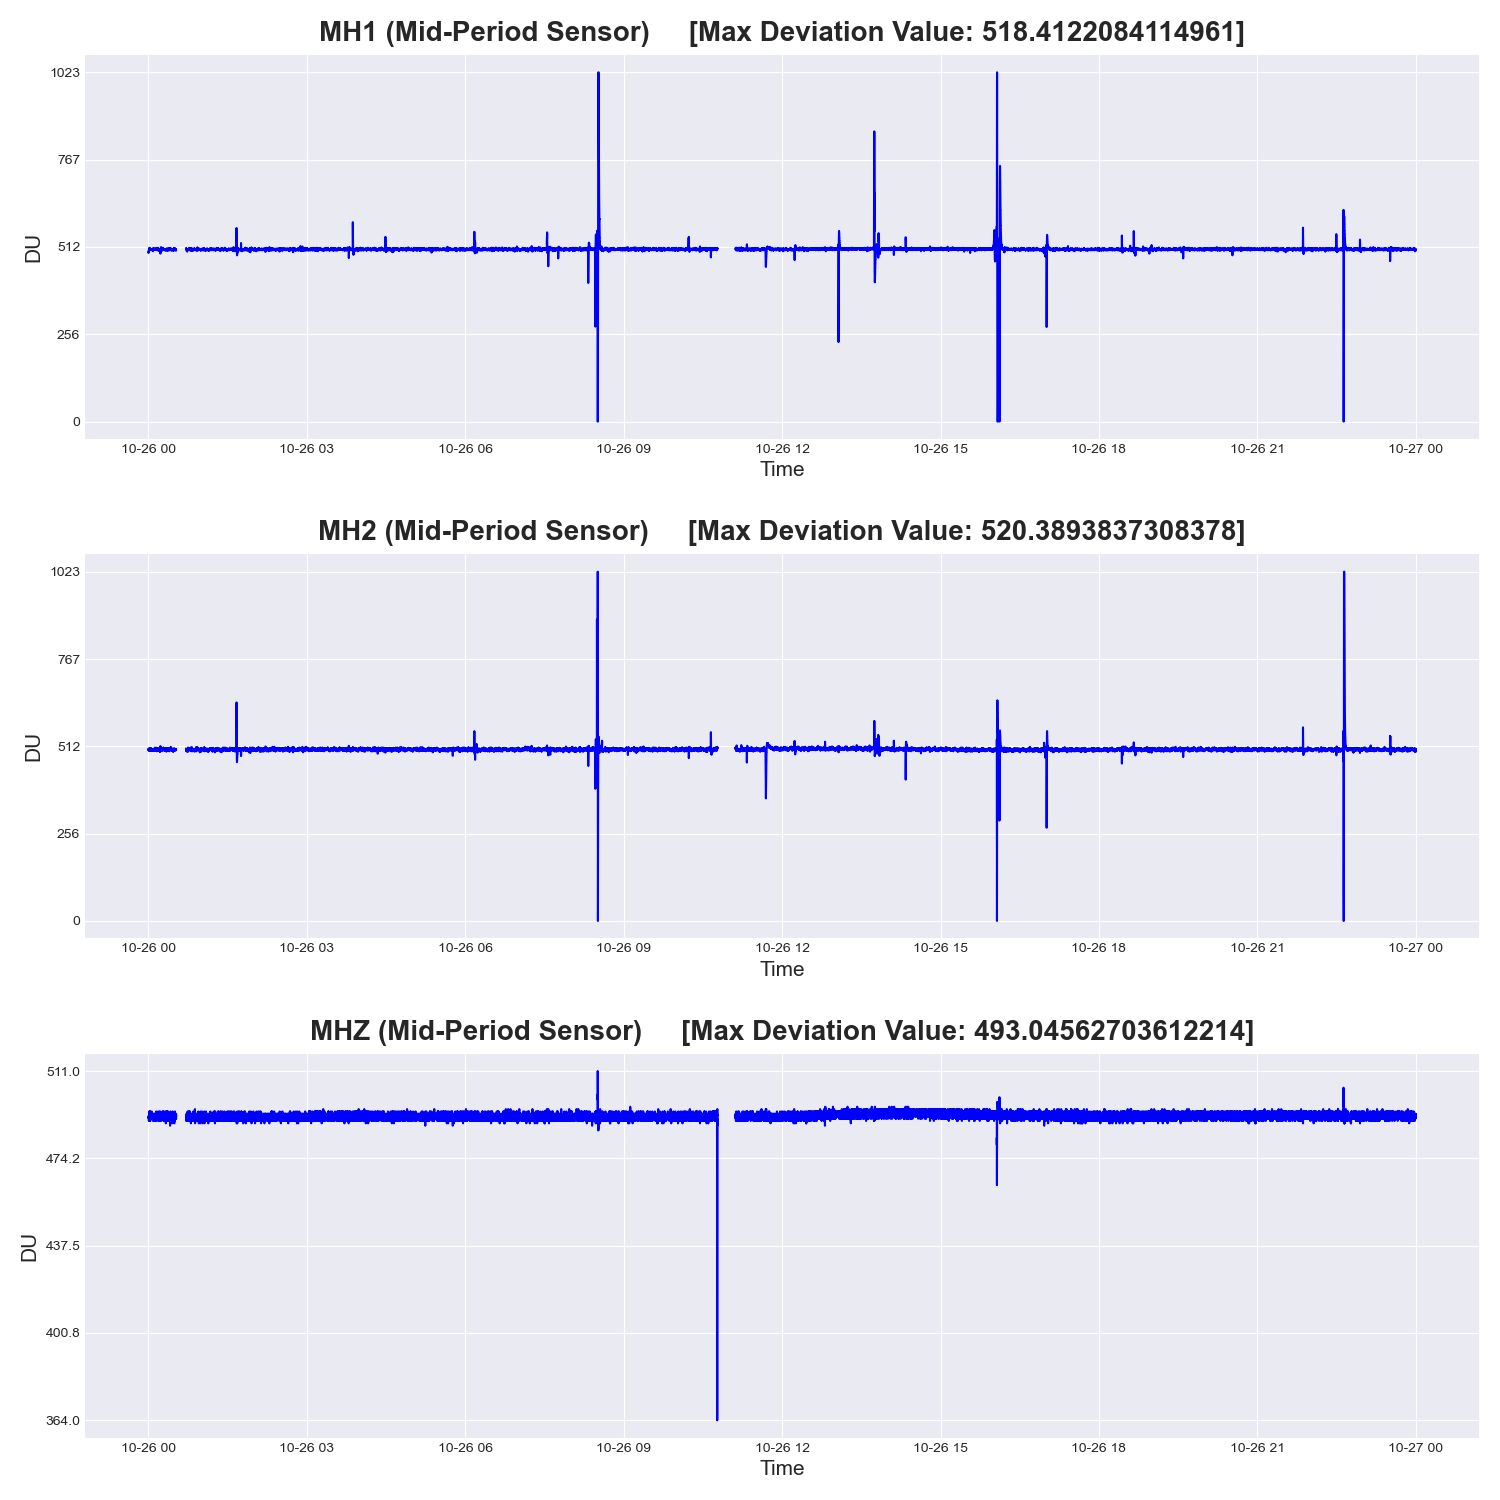 MH1 (Mid-Period Sensor) [Max Deviation Value: 518.4122084114961]
1023
767
512
256
0
DU
10-26 00 10-26 03 10-26 06 10-26 09 10-26 12 10-26 15 10-26 18 10-26 21 10-27 00
Time
MH2 (Mid-Period Sensor) [Max Deviation Value: 520.3893837308378]
1023
767
512
256
0
DU
10-26 00 10-26 03 10-26 06 10-26 09 10-26 12 10-26 15 10-26 18 10-26 21 10-27 00
Time
MHZ (Mid-Period Sensor) [Max Deviation Value: 493.04562703612214]
511.0
474.2
437.5
400.8
364.0
DU
10-26 00 10-26 03 10-26 06 10-26 09 10-26 12 10-26 15 10-26 18 10-26 21 10-27 00
Time